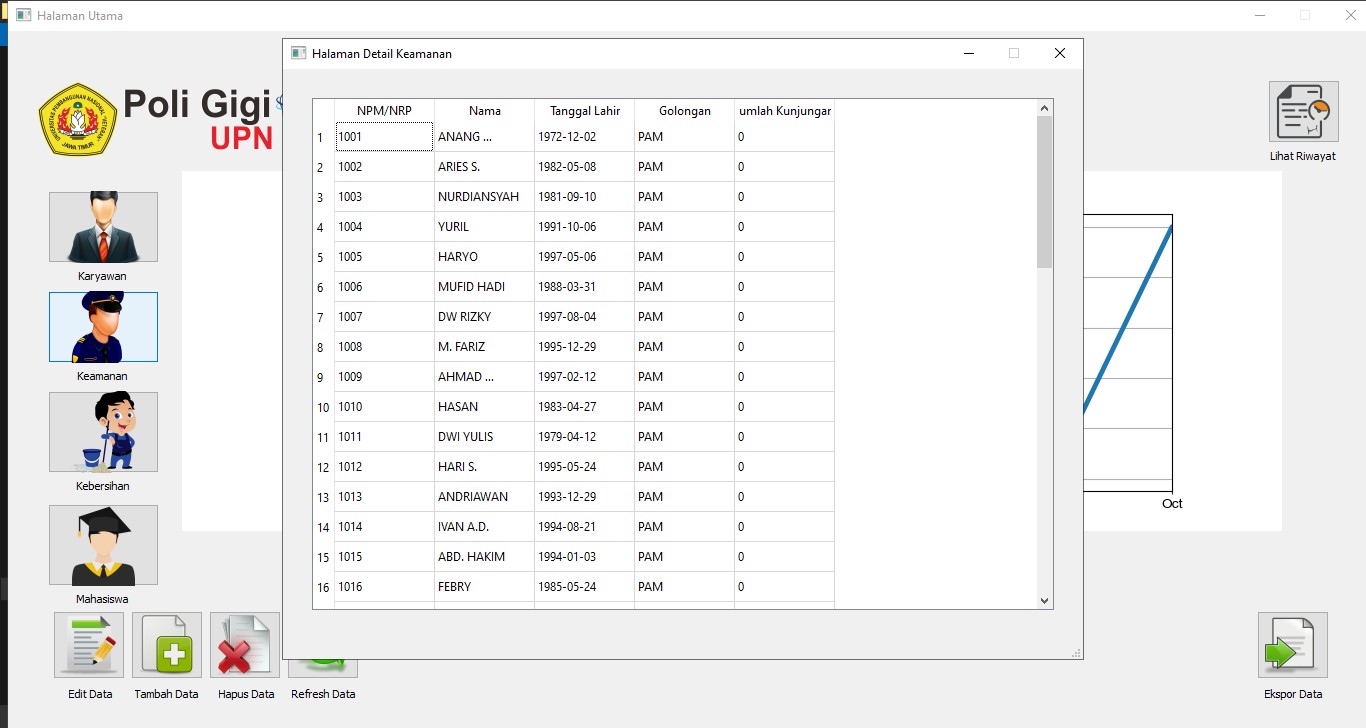 Halaman Utama
Halaman Detail Keamanan
Poli Gigi
UPN
Lihat Riwayat
NPM/NRP Nama Tanggal Lahir Golongan umlah Kunjungar
1 1001 ANANG ... 1972-12-02 PAM 0
2 1002 ARIES S. 1982-05-08 PAM 0
3 1003 NURDIANSYAH 1981-09-10 PAM 0
4 1004 YURIL 1991-10-06 PAM 0
5 1005 HARYO 1997-05-06 PAM 0
6 1006 MUFID HADI 1988-03-31 PAM 0
7 1007 DW RIZKY 1997-08-04 PAM 0
8 1008 M. FARIZ 1995-12-29 PAM 0
9 1009 AHMAD ... 1997-02-12 PAM 0
10 1010 HASAN 1983-04-27 PAM 0
11 1011 DWI YULIS 1979-04-12 PAM 0
12 1012 HARI S. 1995-05-24 PAM 0
13 1013 ANDRIAWAN 1993-12-29 PAM 0
14 1014 IVAN A.D. 1994-08-21 PAM 0
15 1015 ABD. HAKIM 1994-01-03 PAM 0
16 1016 FEBRY 1985-05-24 PAM 0
Karyawan
Keamanan
Kebersihan
Mahasiswa
Oct
Edit Data
Tambah Data
Hapus Data
Refresh Data
Ekspor Data
JAWA TIMUR